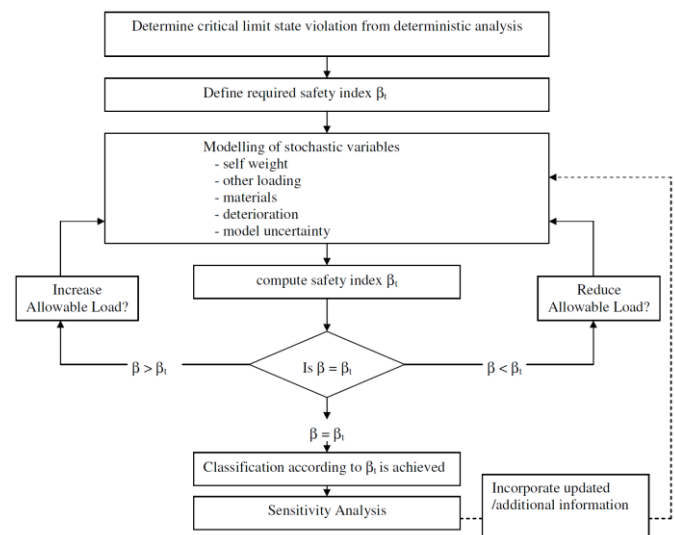 Determine critical limit state violation from deterministic analysis
Define required safety index βt
Modelling of stochastic variables
- self weight
- other loading
- materials
- deterioration
- model uncertainty
compute safety index βt
Increase
Allowable Load?
Reduce
Allowable Load?
β > βt
Is β = βt
β < βt
β = βt
Classification according to βt is achieved
Sensitivity Analysis
Incorporate updated
/additional information